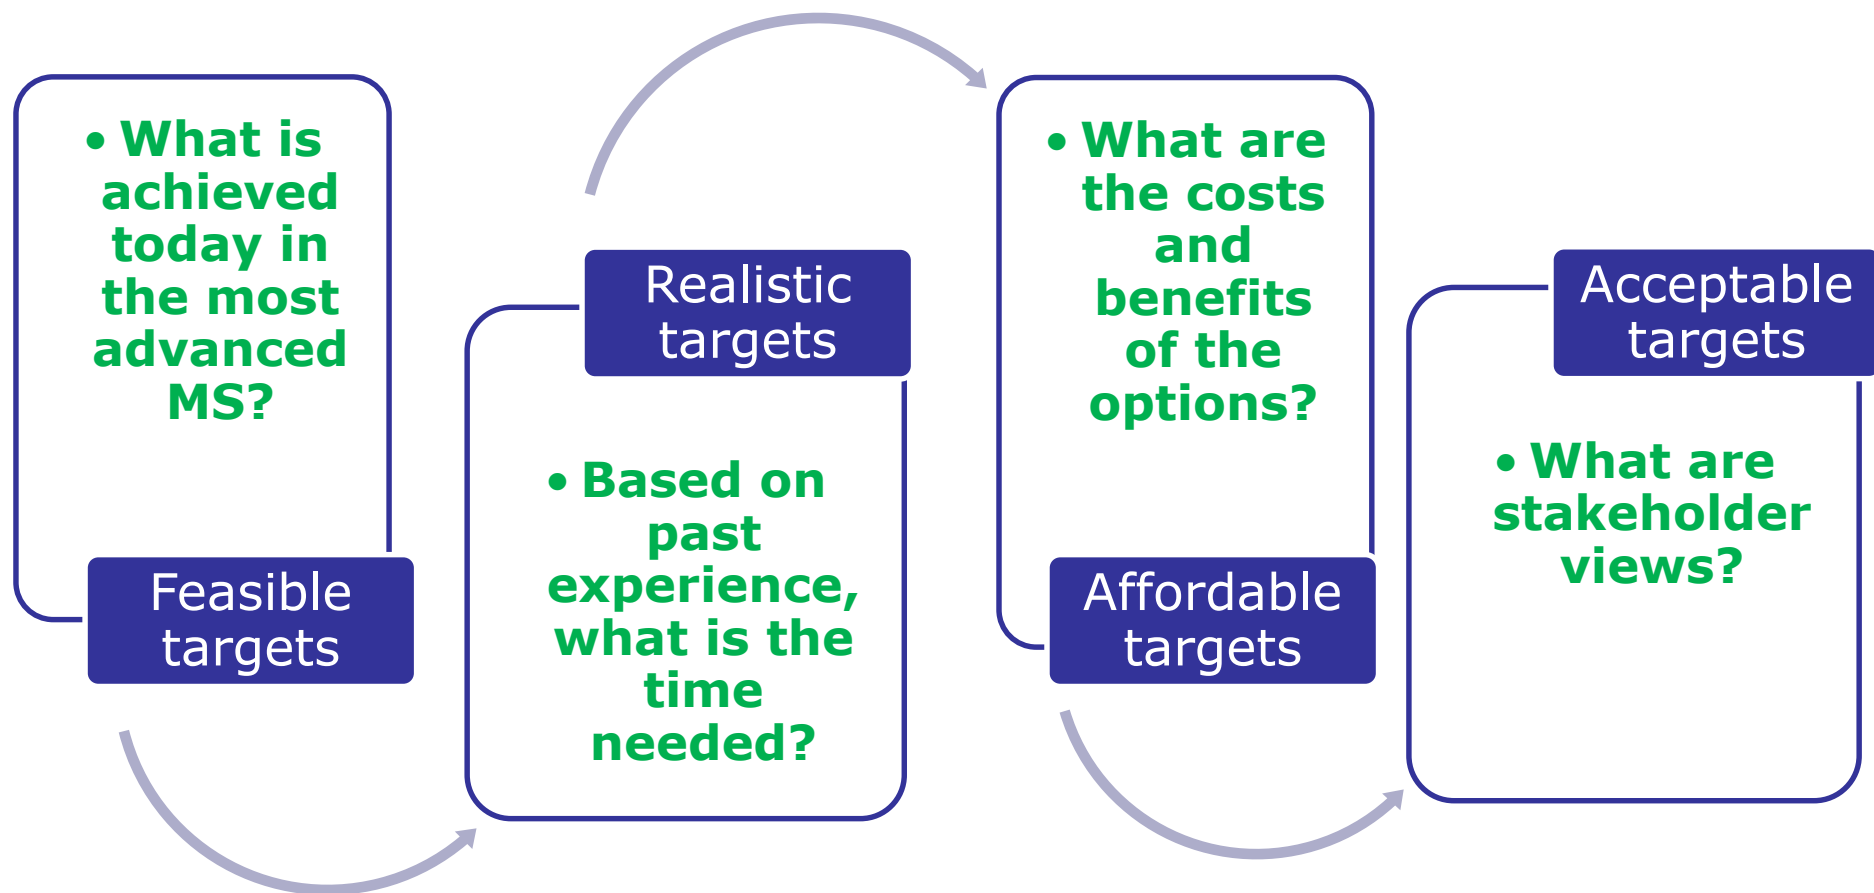 • What is
achieved
today in
the most
advanced
MS?
Feasible
targets
Realistic
targets
• Based on
past
experience,
what is the
time
needed?
• What are
the costs
and
benefits
of the
options?
Affordable
targets
Acceptable
targets
• What are
stakeholder
views?